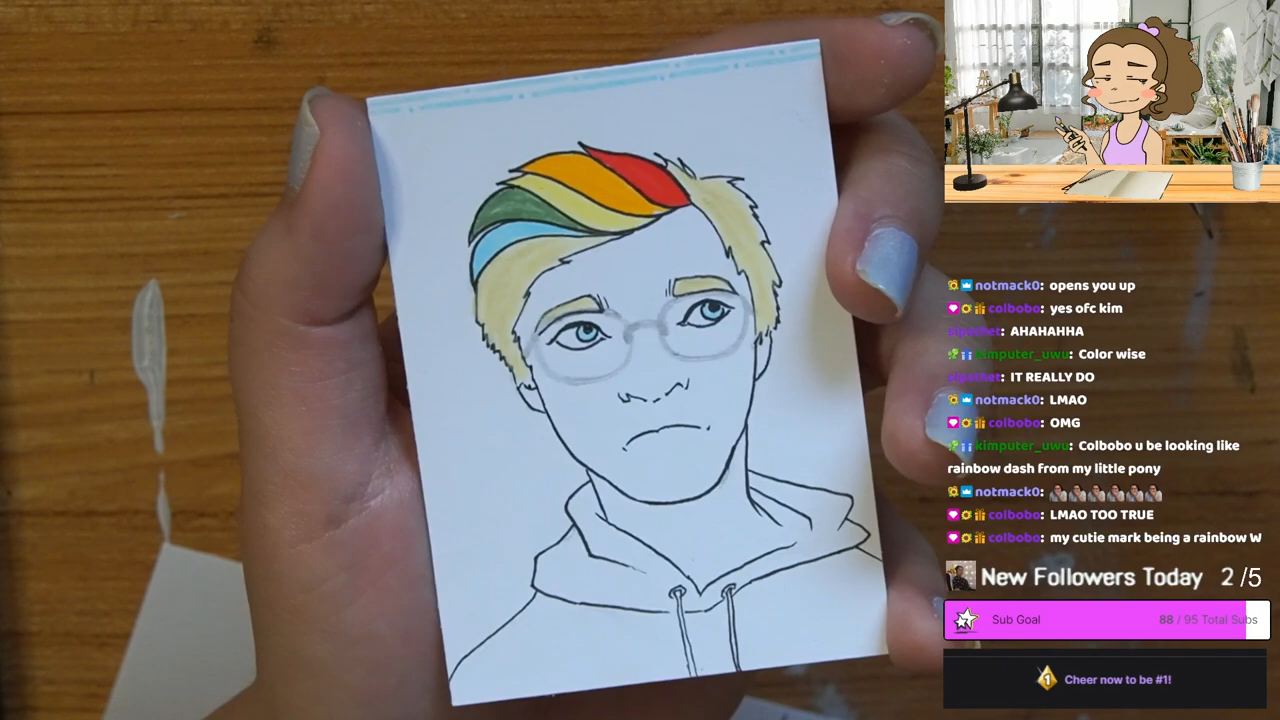 notmack0: opens you up
colbobo: yes ofc kim
AHAHAHHA
kimputer_uwu: Color wise
IT REALLY DO
notmack0: LMAO
colbobo: OMG
kimputer_uwu: Colbobo u be looking like
rainbow dash from my little pony
notmack0:
colbobo: LMAO TOO TRUE
colbobo: my cutie mark being a rainbow W
New Followers Today 2 /5
Sub Goal 88 / 95 Total Subs
1 Cheer now to be #1!